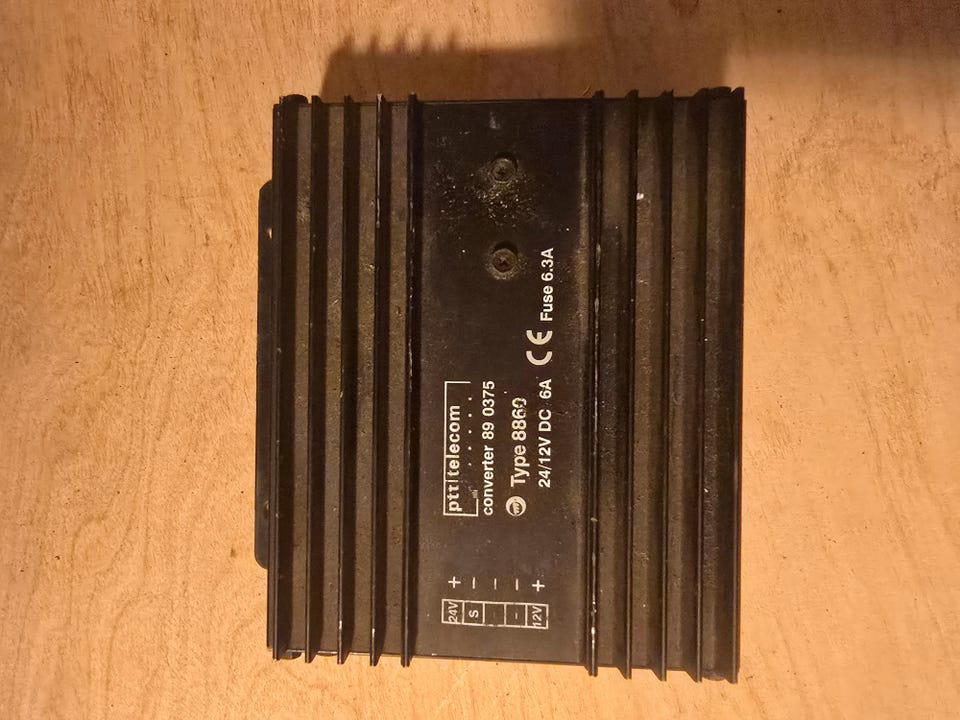 ptt telecom
converter 89 0375
Type 8860
24/12V DC 6A CE Fuse 6.3A
24V +
S –
–
– –
12V +